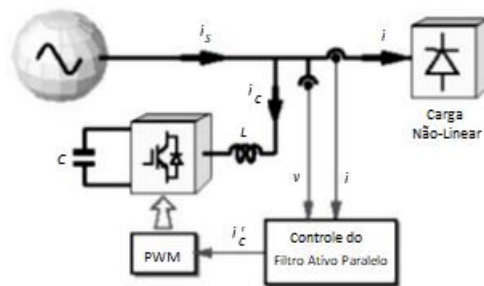 i_S
i
i_C
Carga
Não-Linear
C
L
v
i
PWM
i_C'
Controle do
Filtro Ativo Paralelo